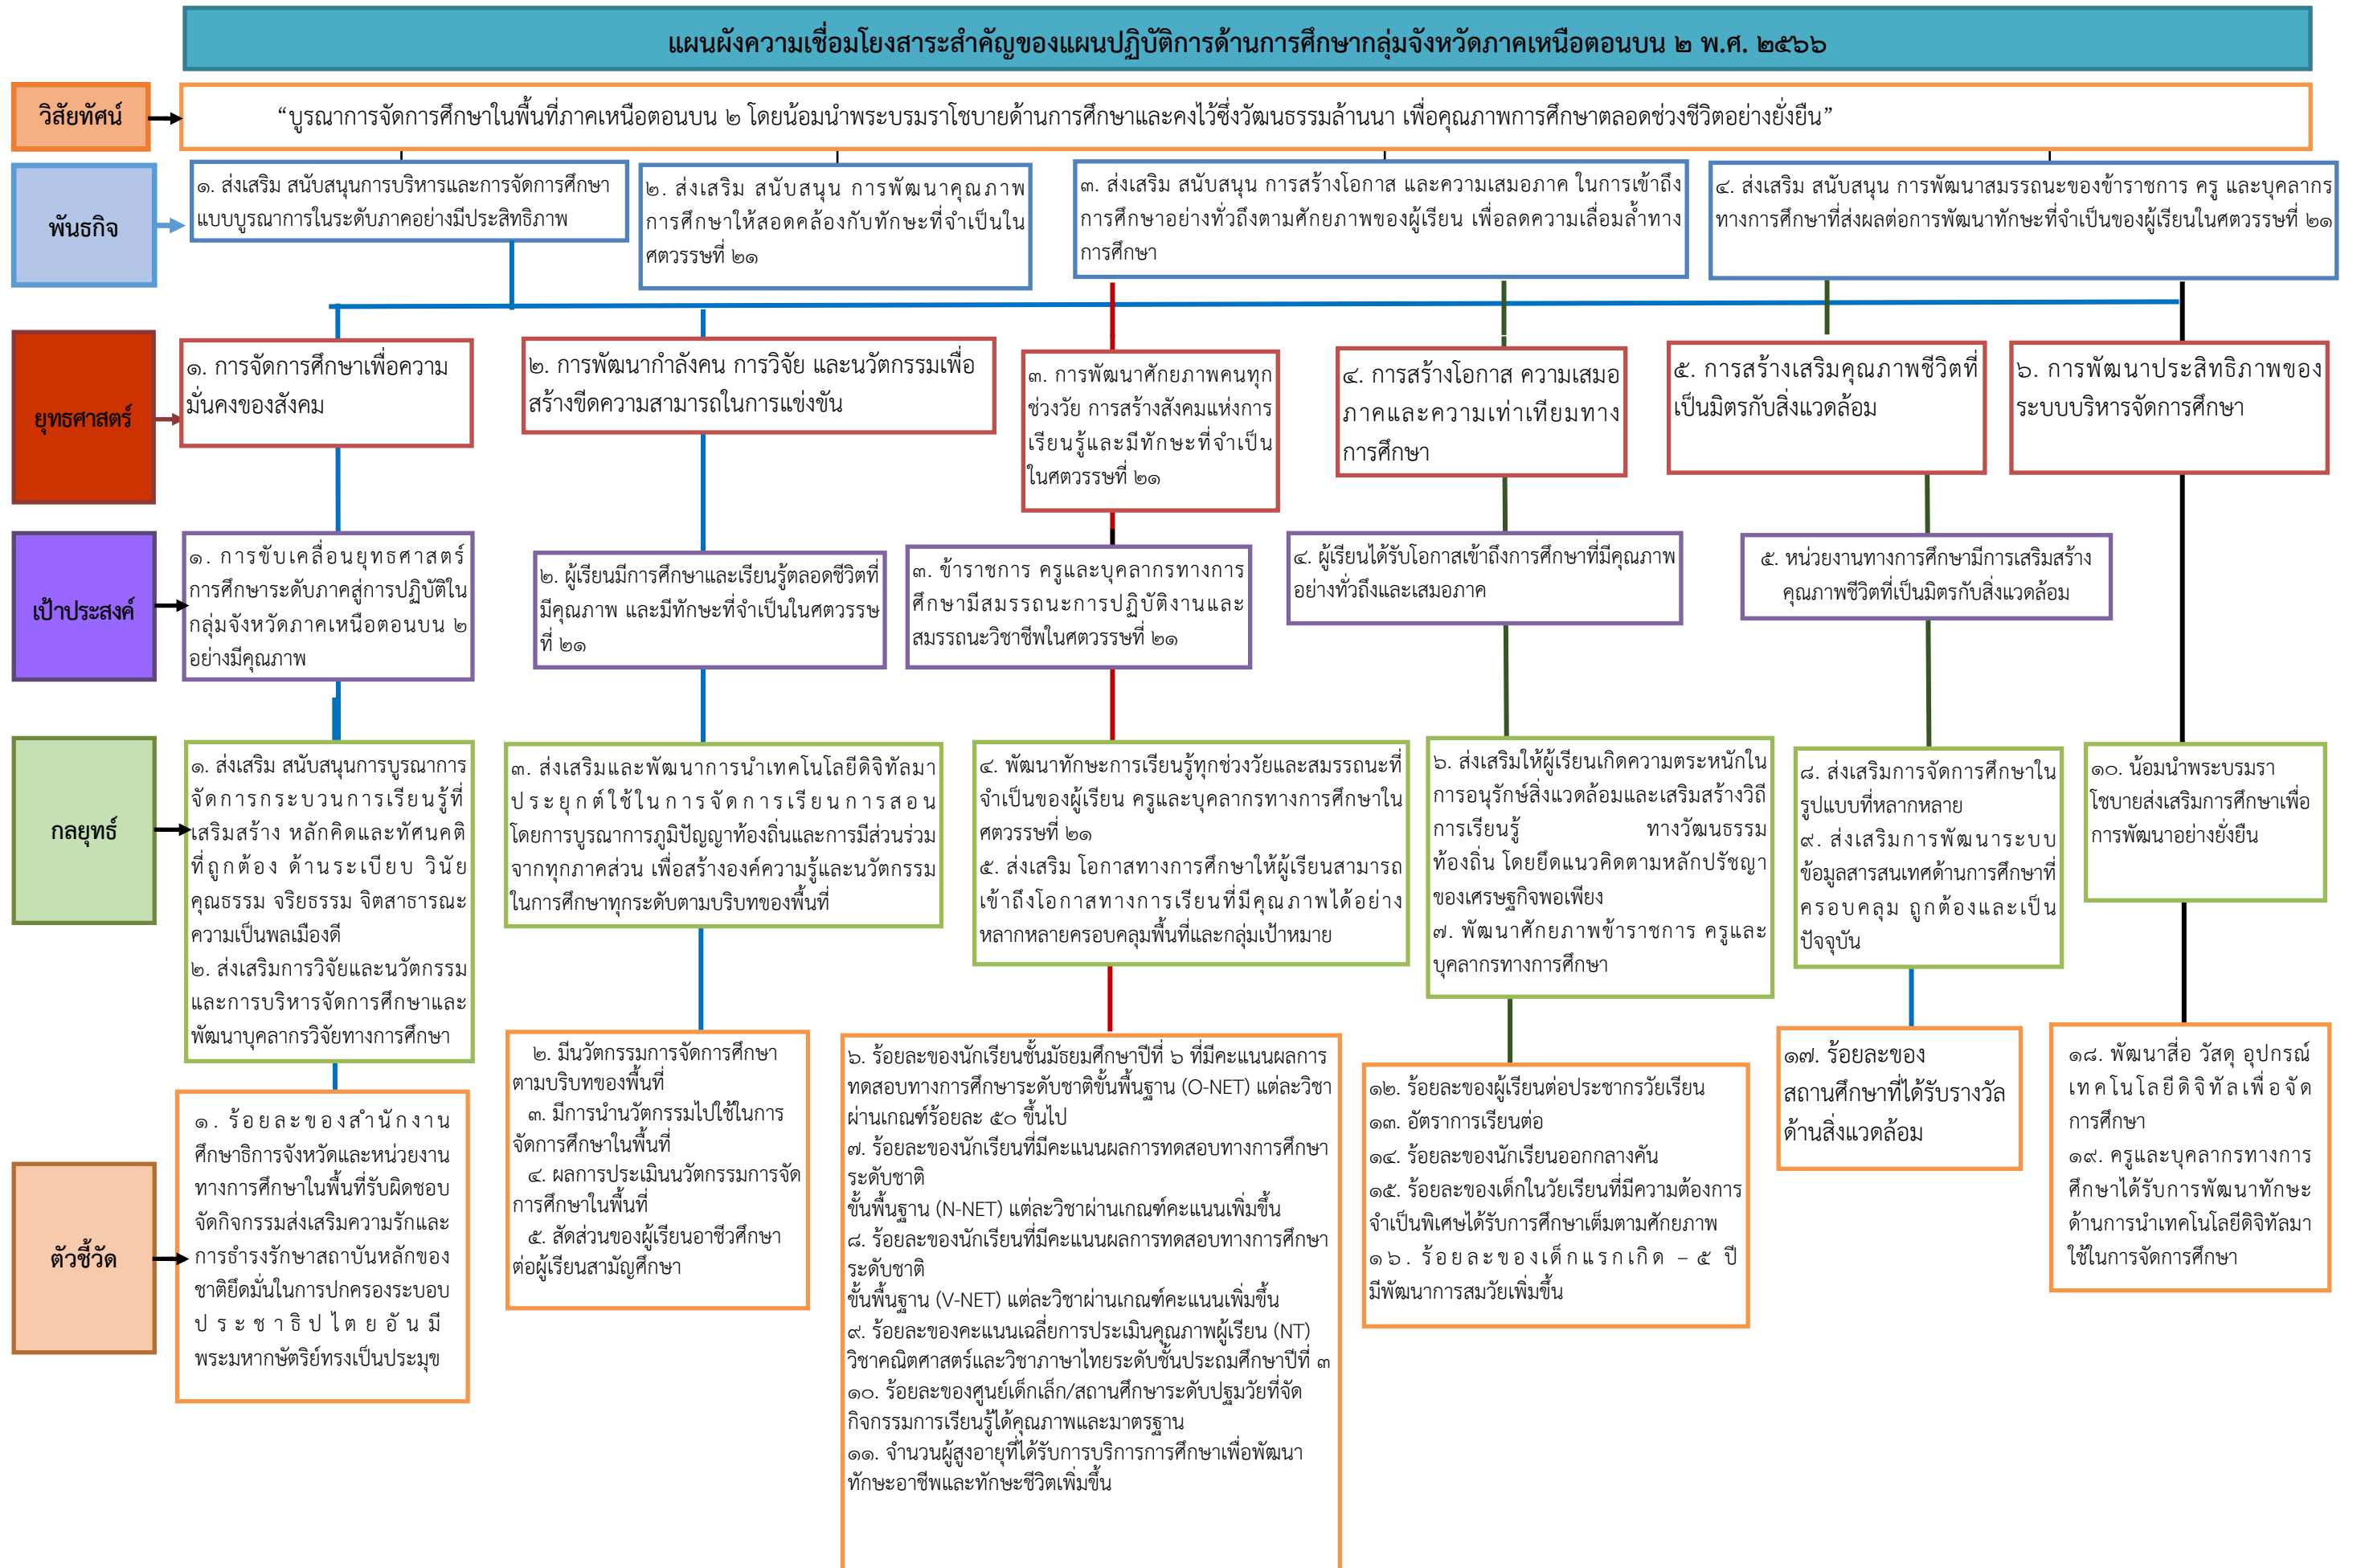 แผนผังความเชื่อมโยงสาระสำคัญของแผนปฏิบัติการด้านการศึกษากลุ่มจังหวัดภาคเหนือตอนบน ๒ พ.ศ. ๒๕๖๖
วิสัยทัศน์
“บูรณาการจัดการศึกษาในพื้นที่ภาคเหนือตอนบน ๒ โดยน้อมนำพระบรมราโชบายด้านการศึกษาและคงไว้ซึ่งวัฒนธรรมล้านนา เพื่อคุณภาพการศึกษาตลอดช่วงชีวิตอย่างยั่งยืน”
พันธกิจ
๑. ส่งเสริม สนับสนุนการบริหารและการจัดการศึกษา
แบบบูรณาการในระดับภาคอย่างมีประสิทธิภาพ
๒. ส่งเสริม สนับสนุน การพัฒนาคุณภาพ
การศึกษาให้สอดคล้องกับทักษะที่จำเป็นใน
ศตวรรษที่ ๒๑
๓. ส่งเสริม สนับสนุน การสร้างโอกาส และความเสมอภาค ในการเข้าถึง
การศึกษาอย่างทั่วถึงตามศักยภาพของผู้เรียน เพื่อลดความเลื่อมล้ำทาง
การศึกษา
๔. ส่งเสริม สนับสนุน การพัฒนาสมรรถนะของข้าราชการ ครู และบุคลากร
ทางการศึกษาที่ส่งผลต่อการพัฒนาทักษะที่จำเป็นของผู้เรียนในศตวรรษที่ ๒๑
ยุทธศาสตร์
๑. การจัดการศึกษาเพื่อความ
มั่นคงของสังคม
๒. การพัฒนากำลังคน การวิจัย และนวัตกรรมเพื่อ
สร้างขีดความสามารถในการแข่งขัน
๓. การพัฒนาศักยภาพคนทุก
ช่วงวัย การสร้างสังคมแห่งการ
เรียนรู้และมีทักษะที่จำเป็น
ในศตวรรษที่ ๒๑
๔. การสร้างโอกาส ความเสมอ
ภาคและความเท่าเทียมทาง
การศึกษา
๕. การสร้างเสริมคุณภาพชีวิตที่
เป็นมิตรกับสิ่งแวดล้อม
๖. การพัฒนาประสิทธิภาพของ
ระบบบริหารจัดการศึกษา
เป้าประสงค์
๑. การขับเคลื่อนยุทธศาสตร์
การศึกษาระดับภาคสู่การปฏิบัติใน
กลุ่มจังหวัดภาคเหนือตอนบน ๒
อย่างมีคุณภาพ
๒. ผู้เรียนมีการศึกษาและเรียนรู้ตลอดชีวิตที่
มีคุณภาพ และมีทักษะที่จำเป็นในศตวรรษ
ที่ ๒๑
๓. ข้าราชการ ครูและบุคลากรทางการ
ศึกษามีสมรรถนะการปฏิบัติงานและ
สมรรถนะวิชาชีพในศตวรรษที่ ๒๑
๔. ผู้เรียนได้รับโอกาสเข้าถึงการศึกษาที่มีคุณภาพ
อย่างทั่วถึงและเสมอภาค
๕. หน่วยงานทางการศึกษามีการเสริมสร้าง
คุณภาพชีวิตที่เป็นมิตรกับสิ่งแวดล้อม
กลยุทธ์
๑. ส่งเสริม สนับสนุนการบูรณาการ
จัดการกระบวนการเรียนรู้ที่
เสริมสร้าง หลักคิดและทัศนคติ
ที่ถูกต้อง ด้านระเบียบ วินัย
คุณธรรม จริยธรรม จิตสาธารณะ
ความเป็นพลเมืองดี
๒. ส่งเสริมการวิจัยและนวัตกรรม
และการบริหารจัดการศึกษาและ
พัฒนาบุคลากรวิจัยทางการศึกษา
๓. ส่งเสริมและพัฒนาการนำเทคโนโลยีดิจิทัลมา
ประยุกต์ใช้ในการจัดการเรียนการสอน
โดยการบูรณาการภูมิปัญญาท้องถิ่นและการมีส่วนร่วม
จากทุกภาคส่วน เพื่อสร้างองค์ความรู้และนวัตกรรม
ในการศึกษาทุกระดับตามบริบทของพื้นที่
๔. พัฒนาทักษะการเรียนรู้ทุกช่วงวัยและสมรรถนะที่
จำเป็นของผู้เรียน ครูและบุคลากรทางการศึกษาใน
ศตวรรษที่ ๒๑
๕. ส่งเสริม โอกาสทางการศึกษาให้ผู้เรียนสามารถ
เข้าถึงโอกาสทางการเรียนที่มีคุณภาพได้อย่าง
หลากหลายครอบคลุมพื้นที่และกลุ่มเป้าหมาย
๖. ส่งเสริมให้ผู้เรียนเกิดความตระหนักใน
การอนุรักษ์สิ่งแวดล้อมและเสริมสร้างวิถี
การเรียนรู้ ทางวัฒนธรรม
ท้องถิ่น โดยยึดแนวคิดตามหลักปรัชญา
ของเศรษฐกิจพอเพียง
๗. พัฒนาศักยภาพข้าราชการ ครูและ
บุคลากรทางการศึกษา
๘. ส่งเสริมการจัดการศึกษาใน
รูปแบบที่หลากหลาย
๙. ส่งเสริมการพัฒนาระบบ
ข้อมูลสารสนเทศด้านการศึกษาที่
ครอบคลุม ถูกต้องและเป็น
ปัจจุบัน
๑๐. น้อมนำพระบรมรา
โชบายส่งเสริมการศึกษาเพื่อ
การพัฒนาอย่างยั่งยืน
ตัวชี้วัด
๑. ร้อยละของสำนักงาน
ศึกษาธิการจังหวัดและหน่วยงาน
ทางการศึกษาในพื้นที่รับผิดชอบ
จัดกิจกรรมส่งเสริมความรักและ
การธำรงรักษาสถาบันหลักของ
ชาติยึดมั่นในการปกครองระบอบ
ประชาธิปไตยอันมี
พระมหากษัตริย์ทรงเป็นประมุข
๒. มีนวัตกรรมการจัดการศึกษา
ตามบริบทของพื้นที่
๓. มีการนำนวัตกรรมไปใช้ในการ
จัดการศึกษาในพื้นที่
๔. ผลการประเมินนวัตกรรมการจัด
การศึกษาในพื้นที่
๕. สัดส่วนของผู้เรียนอาชีวศึกษา
ต่อผู้เรียนสามัญศึกษา
๖. ร้อยละของนักเรียนชั้นมัธยมศึกษาปีที่ ๖ ที่มีคะแนนผลการ
ทดสอบทางการศึกษาระดับชาติขั้นพื้นฐาน (O-NET) แต่ละวิชา
ผ่านเกณฑ์ร้อยละ ๕๐ ขึ้นไป
๗. ร้อยละของนักเรียนที่มีคะแนนผลการทดสอบทางการศึกษา
ระดับชาติ
ขั้นพื้นฐาน (N-NET) แต่ละวิชาผ่านเกณฑ์คะแนนเพิ่มขึ้น
๘. ร้อยละของนักเรียนที่มีคะแนนผลการทดสอบทางการศึกษา
ระดับชาติ
ขั้นพื้นฐาน (V-NET) แต่ละวิชาผ่านเกณฑ์คะแนนเพิ่มขึ้น
๙. ร้อยละของคะแนนเฉลี่ยการประเมินคุณภาพผู้เรียน (NT)
วิชาคณิตศาสตร์และวิชาภาษาไทยระดับชั้นประถมศึกษาปีที่ ๓
๑๐. ร้อยละของศูนย์เด็กเล็ก/สถานศึกษาระดับปฐมวัยที่จัด
กิจกรรมการเรียนรู้ได้คุณภาพและมาตรฐาน
๑๑. จำนวนผู้สูงอายุที่ได้รับการบริการการศึกษาเพื่อพัฒนา
ทักษะอาชีพและทักษะชีวิตเพิ่มขึ้น
๑๒. ร้อยละของผู้เรียนต่อประชากรวัยเรียน
๑๓. อัตราการเรียนต่อ
๑๔. ร้อยละของนักเรียนออกกลางคัน
๑๕. ร้อยละของเด็กในวัยเรียนที่มีความต้องการ
จำเป็นพิเศษได้รับการศึกษาเต็มตามศักยภาพ
๑๖. ร้อยละของเด็กแรกเกิด – ๕ ปี
มีพัฒนาการสมวัยเพิ่มขึ้น
๑๗. ร้อยละของ
สถานศึกษาที่ได้รับรางวัล
ด้านสิ่งแวดล้อม
๑๘. พัฒนาสื่อ วัสดุ อุปกรณ์
เทคโนโลยีดิจิทัลเพื่อจัด
การศึกษา
๑๙. ครูและบุคลากรทางการ
ศึกษาได้รับการพัฒนาทักษะ
ด้านการนำเทคโนโลยีดิจิทัลมา
ใช้ในการจัดการศึกษา